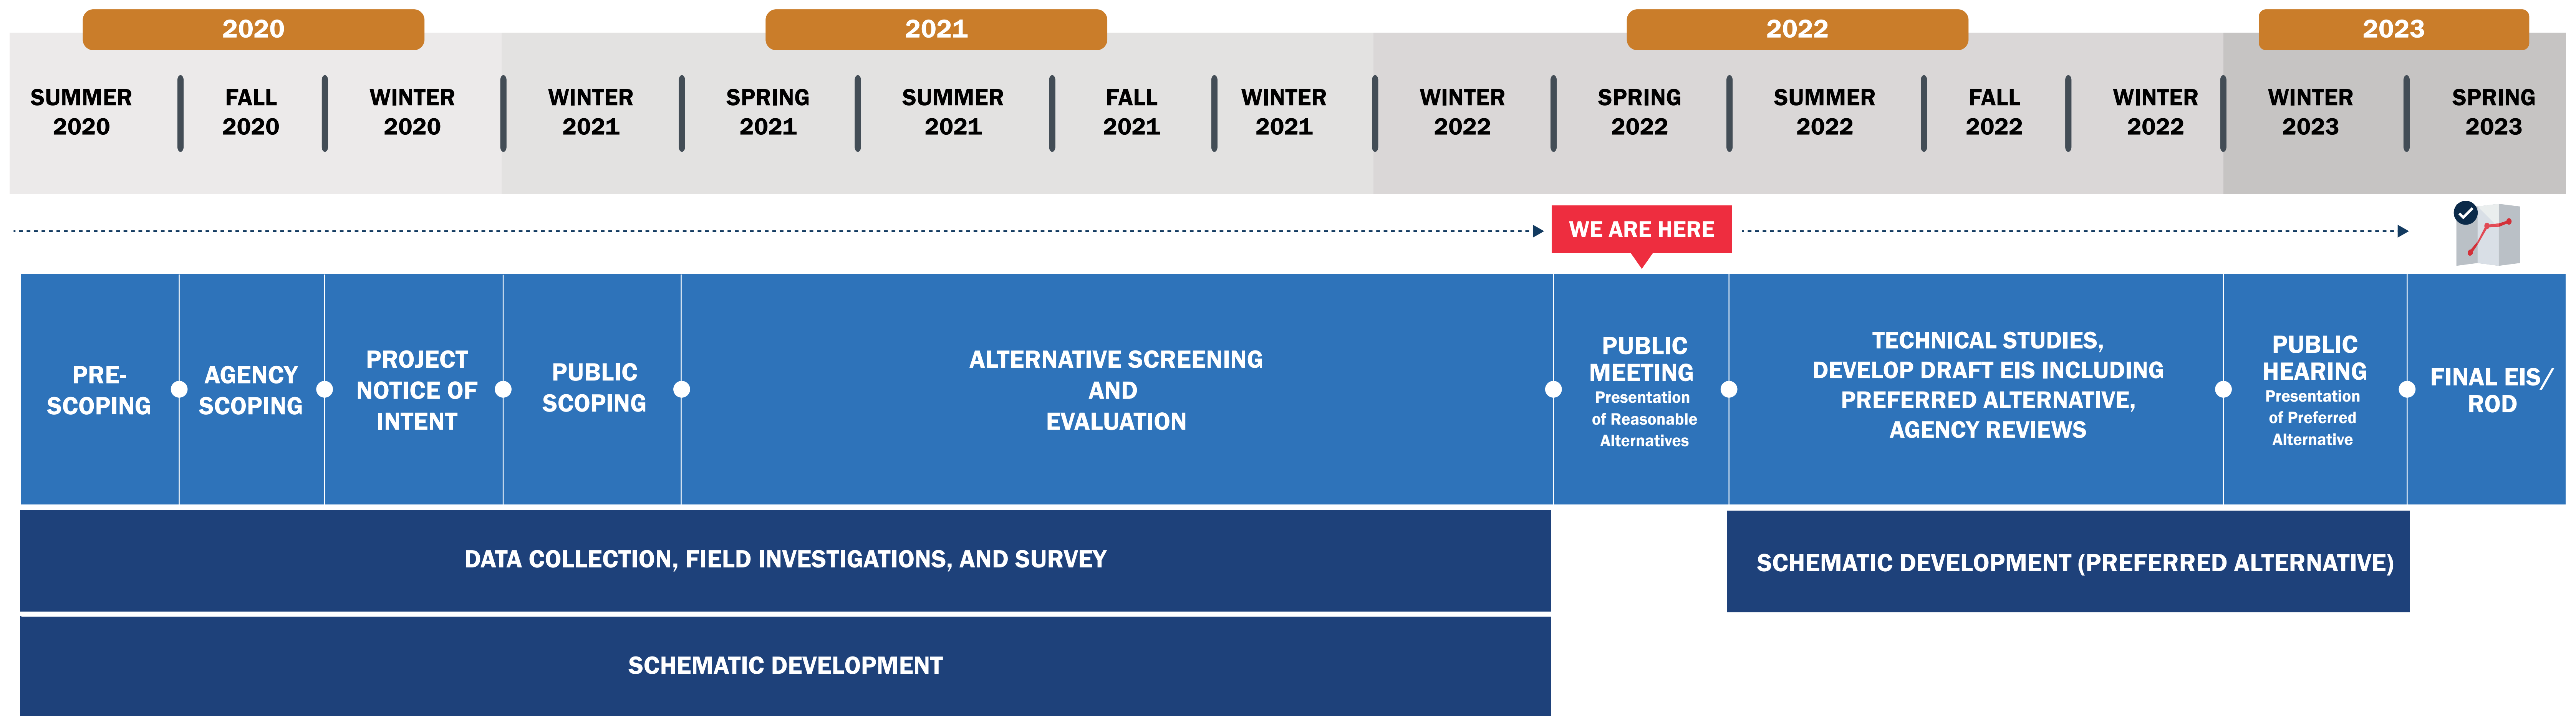 2020
2021
2022
2023
SUMMER
2020
FALL
2020
WINTER
2020
WINTER
2021
SPRING
2021
SUMMER
2021
FALL
2021
WINTER
2021
WINTER
2022
SPRING
2022
SUMMER
2022
FALL
2022
WINTER
2022
WINTER
2023
SPRING
2023
WE ARE HERE
PRE-
SCOPING
AGENCY
SCOPING
PROJECT
NOTICE OF
INTENT
PUBLIC
SCOPING
ALTERNATIVE SCREENING
AND
EVALUATION
PUBLIC
MEETING
Presentation
of Reasonable
Alternatives
TECHNICAL STUDIES,
DEVELOP DRAFT EIS INCLUDING
PREFERRED ALTERNATIVE,
AGENCY REVIEWS
PUBLIC
HEARING
Presentation
of Preferred
Alternative
FINAL EIS/
ROD
DATA COLLECTION, FIELD INVESTIGATIONS, AND SURVEY
SCHEMATIC DEVELOPMENT (PREFERRED ALTERNATIVE)
SCHEMATIC DEVELOPMENT